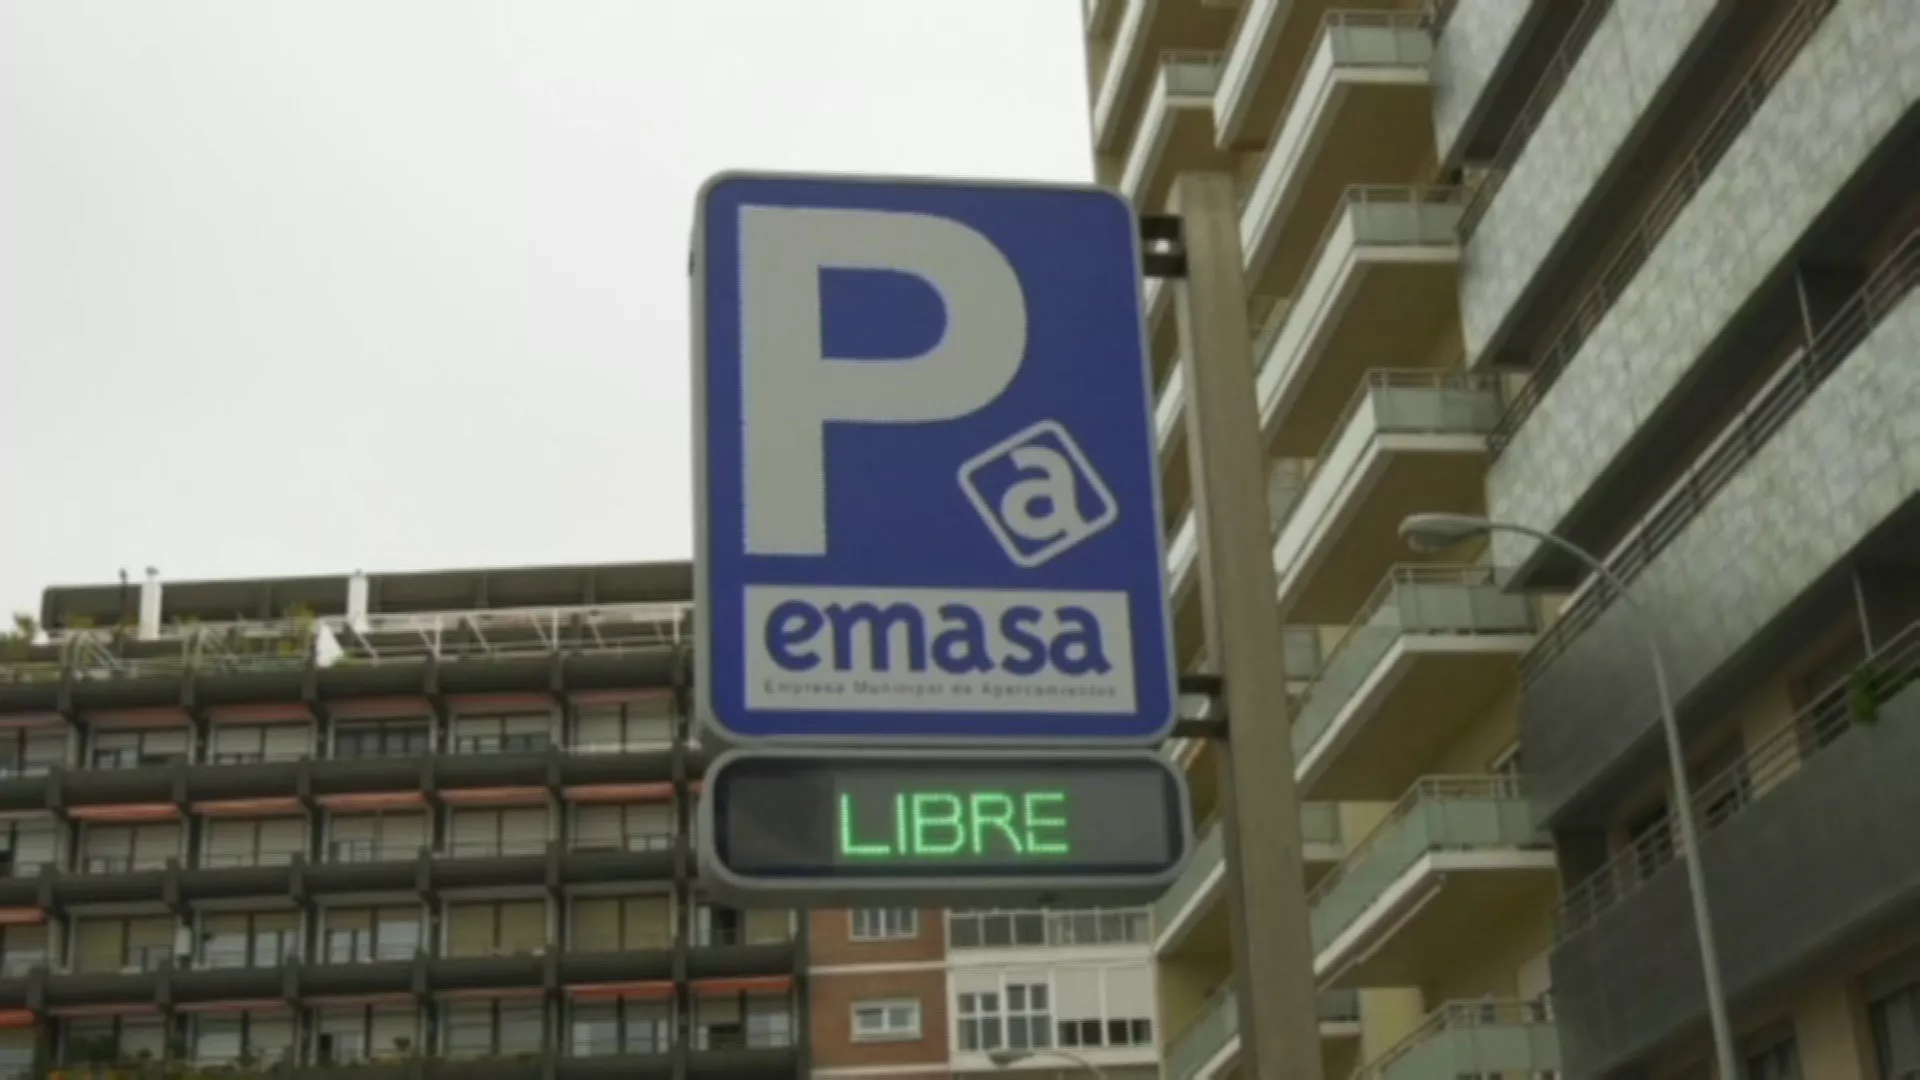 P
a
emasa
Empresa Municipal de Aparcamientos
LIBRE